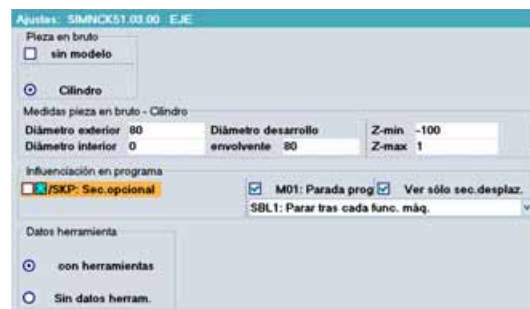 Ajustes: SIMNCK51.03.00 EJE
Pieza en bruto
sin modelo
Cilindro
Medidas pieza en bruto - Cilindro
Diámetro exterior 80 Diámetro desarrollo Z-min -100
Diámetro interior 0 envolvente 80 Z-max 1
Influenciación en programa
/SKP: Sec.opcional M01: Parada prog Ver sólo sec.desplaz.
SBL1: Parar tras cada func. máq.
Datos herramienta
con herramientas
Sin datos herram.